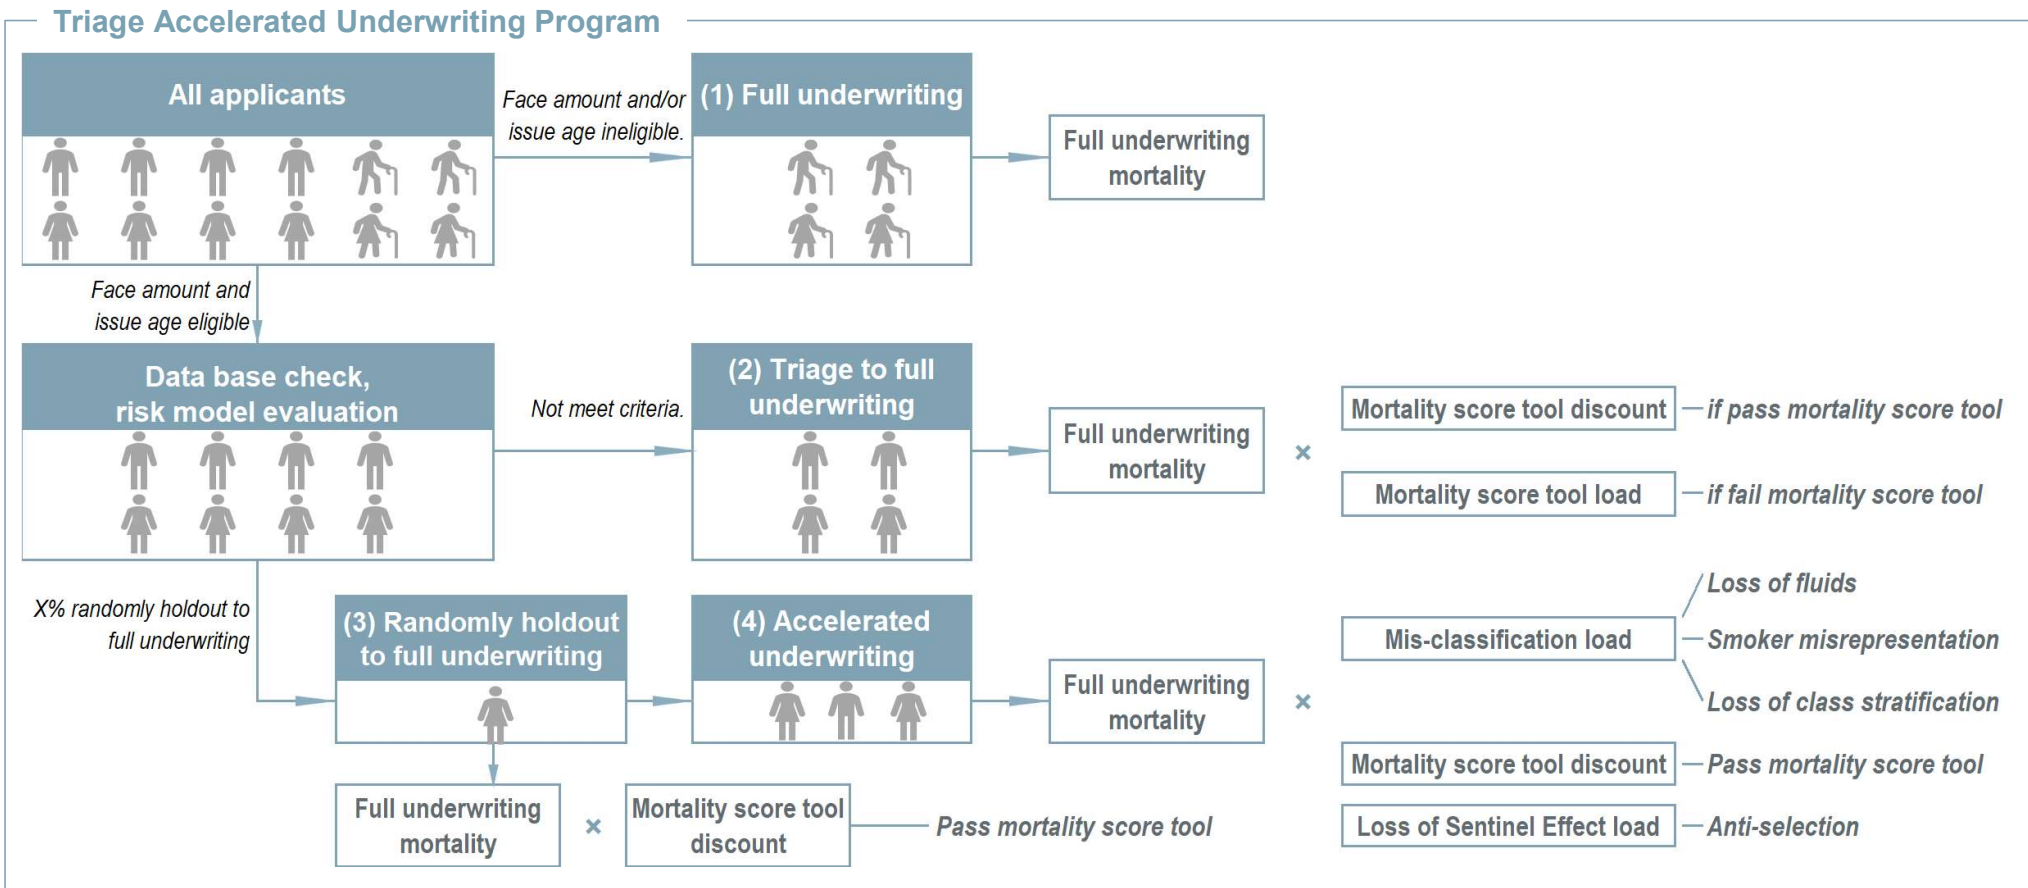 Triage Accelerated Underwriting Program
All applicants
Face amount and/or
issue age ineligible.
(1) Full underwriting
Full underwriting
mortality
Face amount and
issue age eligible
Data base check,
risk model evaluation
Not meet criteria.
(2) Triage to full
underwriting
Full underwriting
mortality
×
Mortality score tool discount
if pass mortality score tool
Mortality score tool load
if fail mortality score tool
X% randomly holdout to
full underwriting
(3) Randomly holdout
to full underwriting
(4) Accelerated
underwriting
Full underwriting
mortality
×
Mis-classification load
Loss of fluids
Smoker misrepresentation
Loss of class stratification
Mortality score tool discount
Pass mortality score tool
Loss of Sentinel Effect load
Anti-selection
Full underwriting
mortality
×
Mortality score tool
discount
Pass mortality score tool